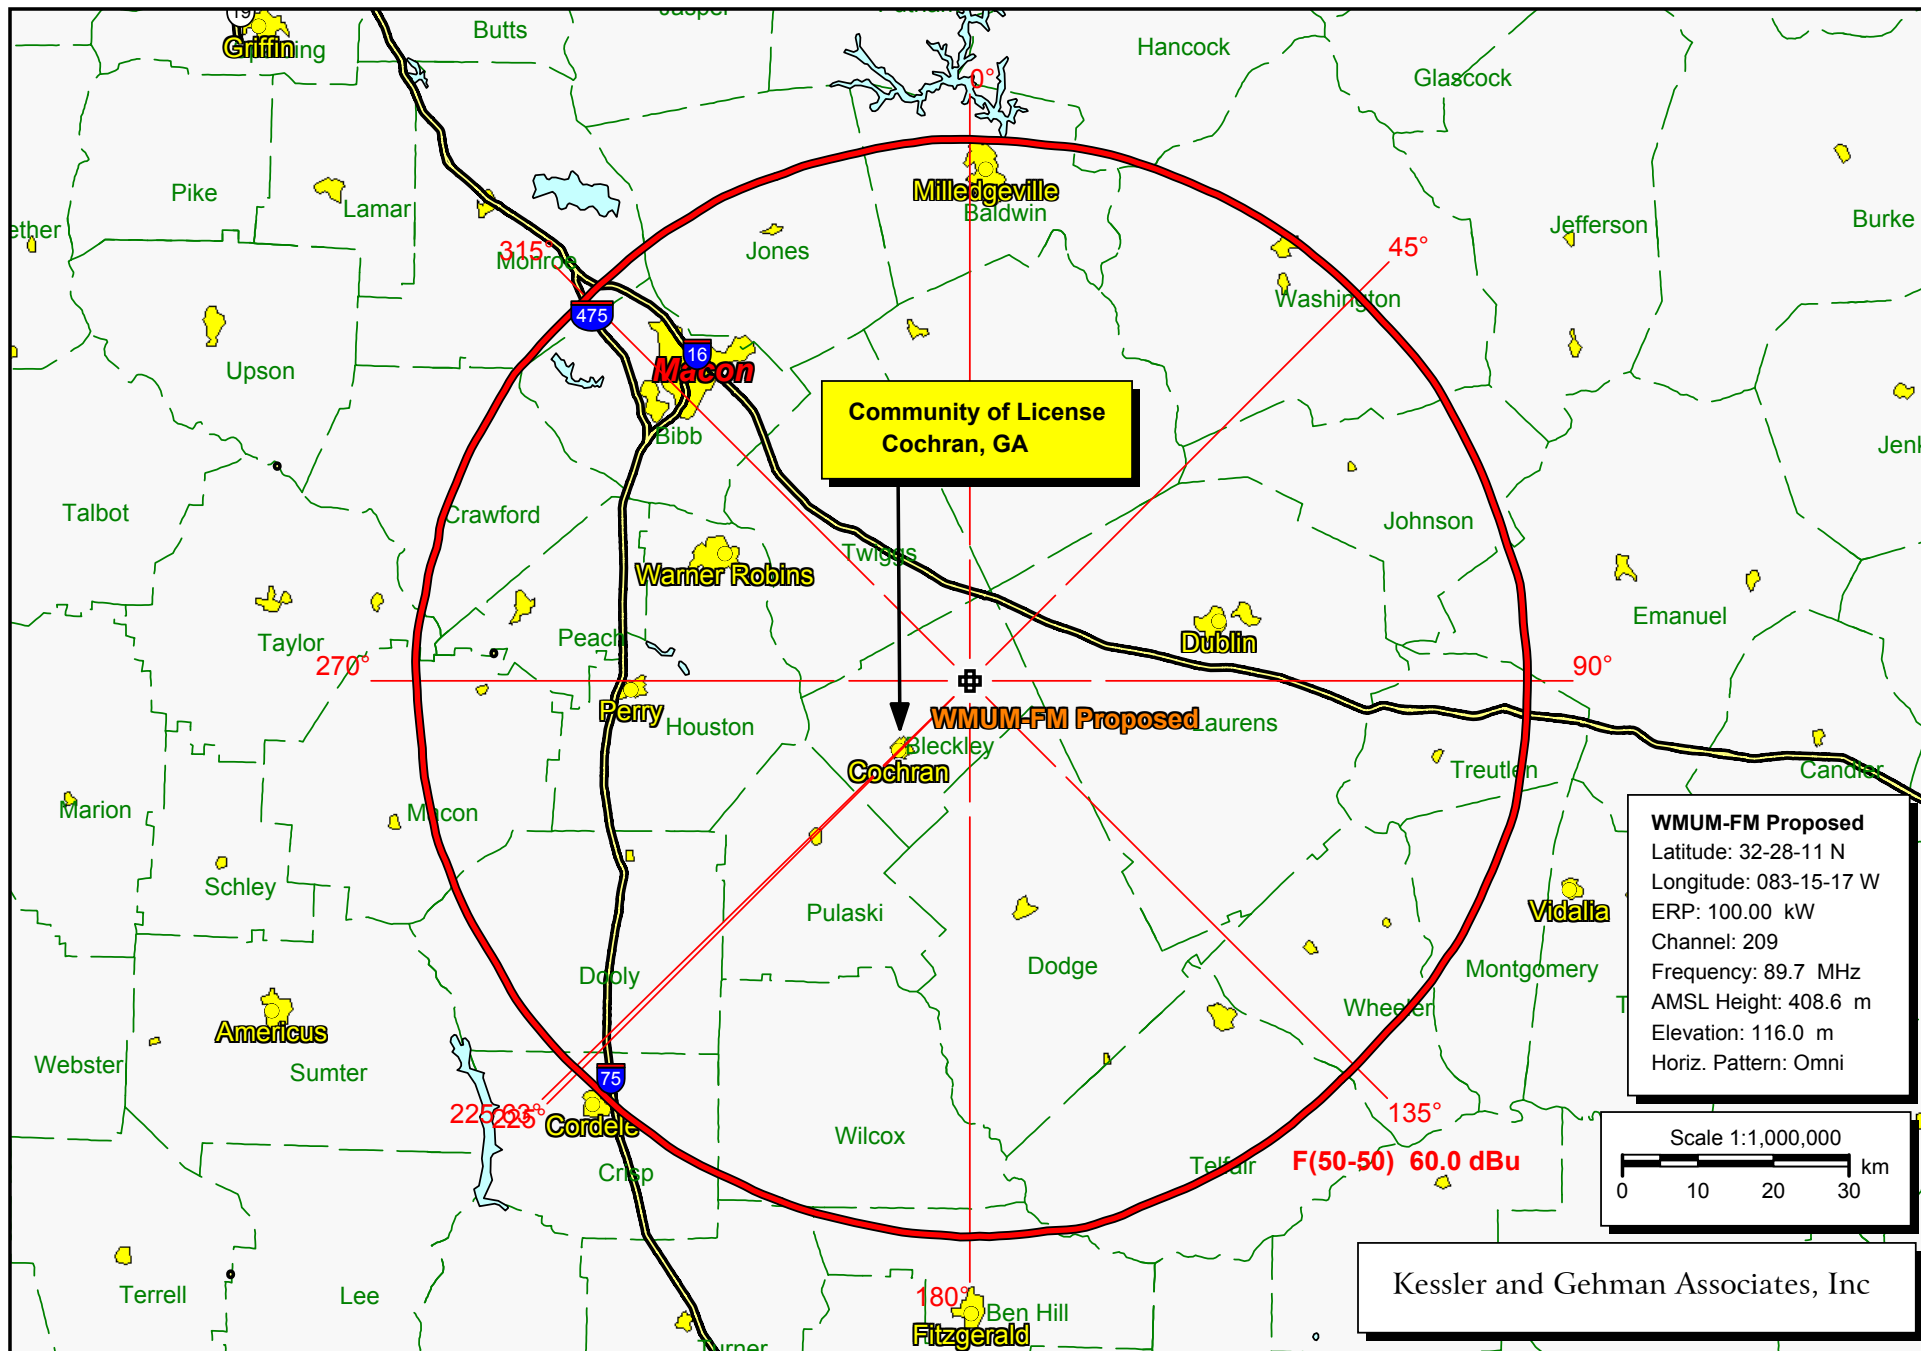 19
Griffin
Butts
Hancock
Glascock
0°
Pike
Lamar
Milledgeville
Baldwin
Jefferson
Burke
ether
315°
Monroe
Jones
45°
Washington
475
16
Macon
Upson
Community of License
Cochran, GA
Bibb
Talbot
Crawford
Johnson
Twiggs
Warner Robins
Emanuel
Taylor
Peach
Dublin
270°
90°
Perry
Houston
WMUM-FM Proposed
Laurens
Bleckley
Cochran
Treutlen
Candler
Marion
Macon
WMUM-FM Proposed
Latitude: 32-28-11 N
Longitude: 083-15-17 W
ERP: 100.00 kW
Channel: 209
Frequency: 89.7 MHz
AMSL Height: 408.6 m
Elevation: 116.0 m
Horiz. Pattern: Omni
Schley
Pulaski
Vidalia
Dooly
Dodge
Montgomery
Wheeler
Americus
Webster
Sumter
75
225.63°
225°
Cordele
135°
Wilcox
Crisp
Telfair
F(50-50) 60.0 dBu
Scale 1:1,000,000
km
0 10 20 30
Terrell
Lee
180°
Ben Hill
Fitzgerald
Turner
Kessler and Gehman Associates, Inc